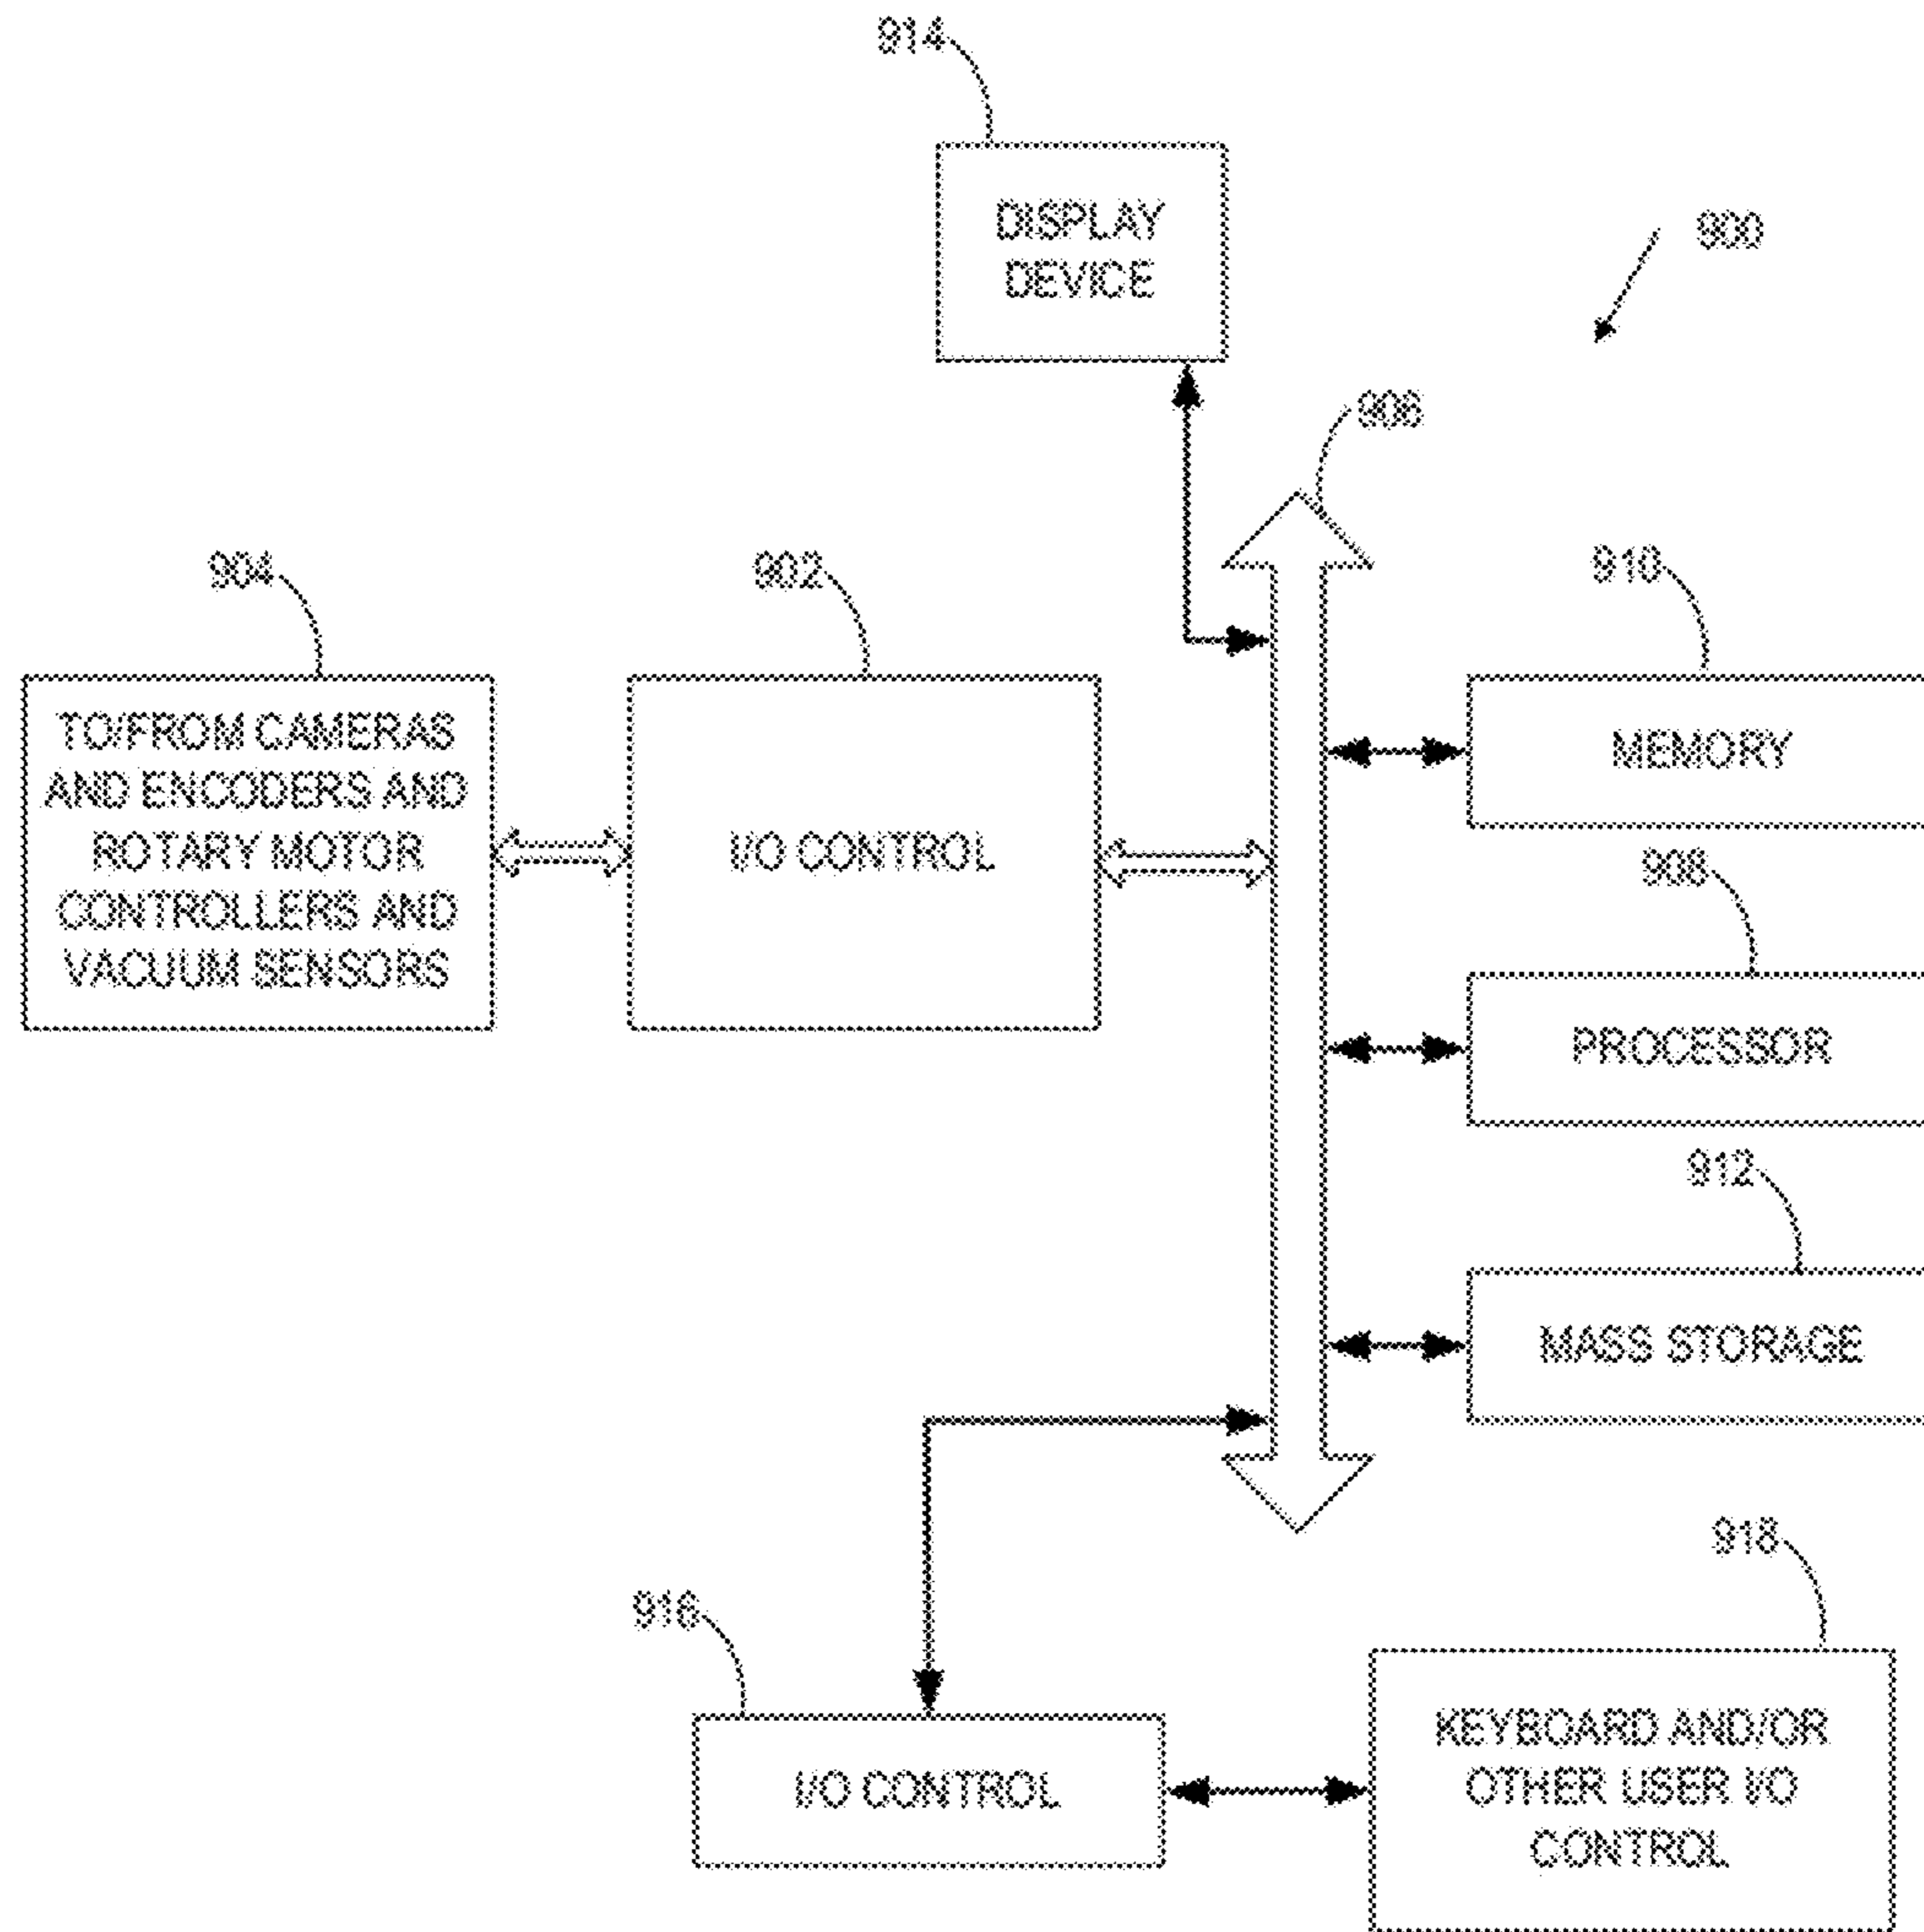 914
DISPLAY
DEVICE
900
906
904
902
910
TO/FROM CAMERAS
AND ENCODERS AND
ROTARY MOTOR
CONTROLLERS AND
VACUUM SENSORS
I/O CONTROL
MEMORY
908
PROCESSOR
912
MASS STORAGE
916
I/O CONTROL
918
KEYBOARD AND/OR
OTHER USER I/O
CONTROL